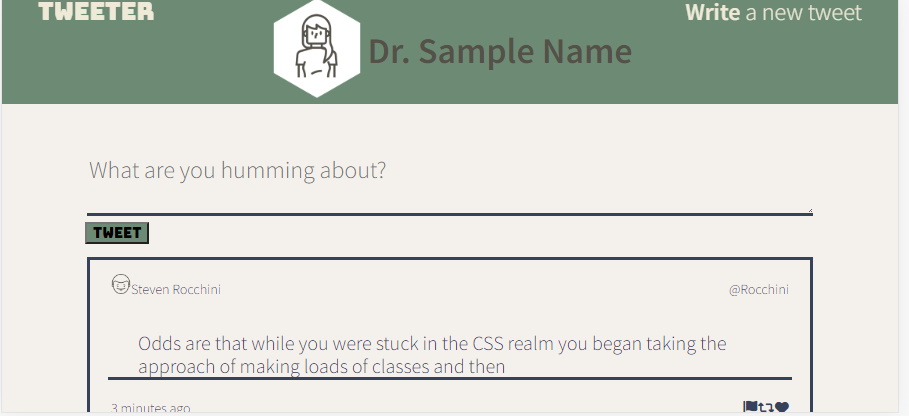 TWEETER
Write a new tweet
Dr. Sample Name
What are you humming about?
TWEET
Steven Rocchini
@Rocchini
Odds are that while you were stuck in the CSS realm you began taking the
approach of making loads of classes and then
3 minutes ago